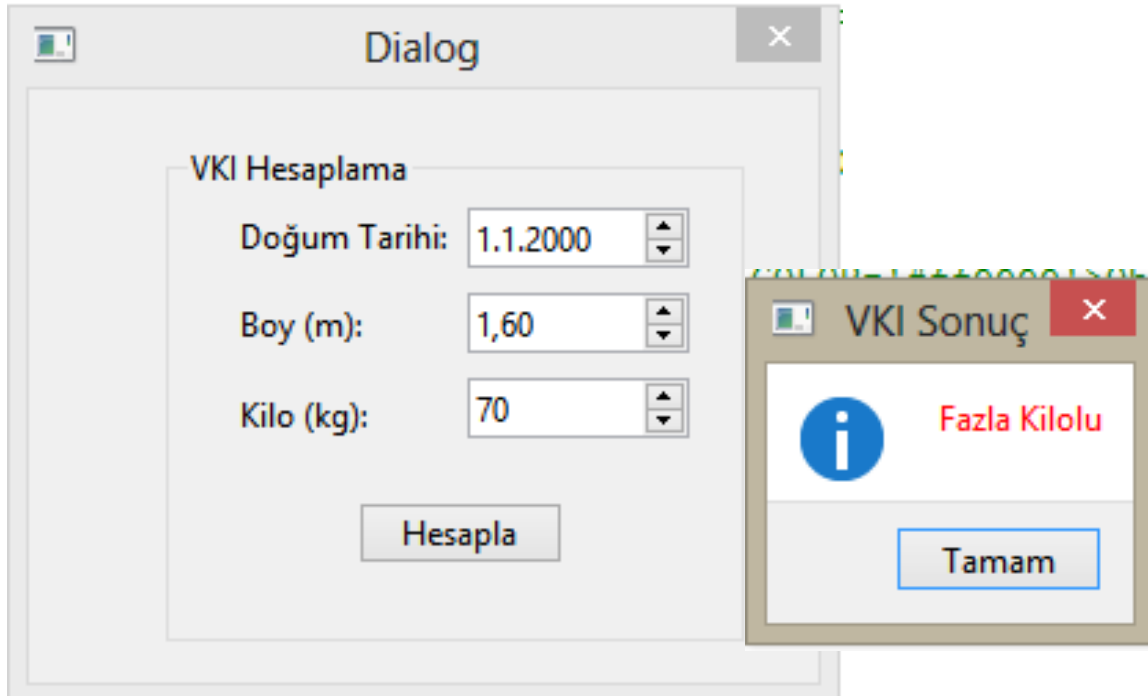 Dialog
VKI Hesaplama
Doğum Tarihi: 1.1.2000
Boy (m): 1,60
Kilo (kg): 70
Hesapla
VKI Sonuç
Fazla Kilolu
Tamam